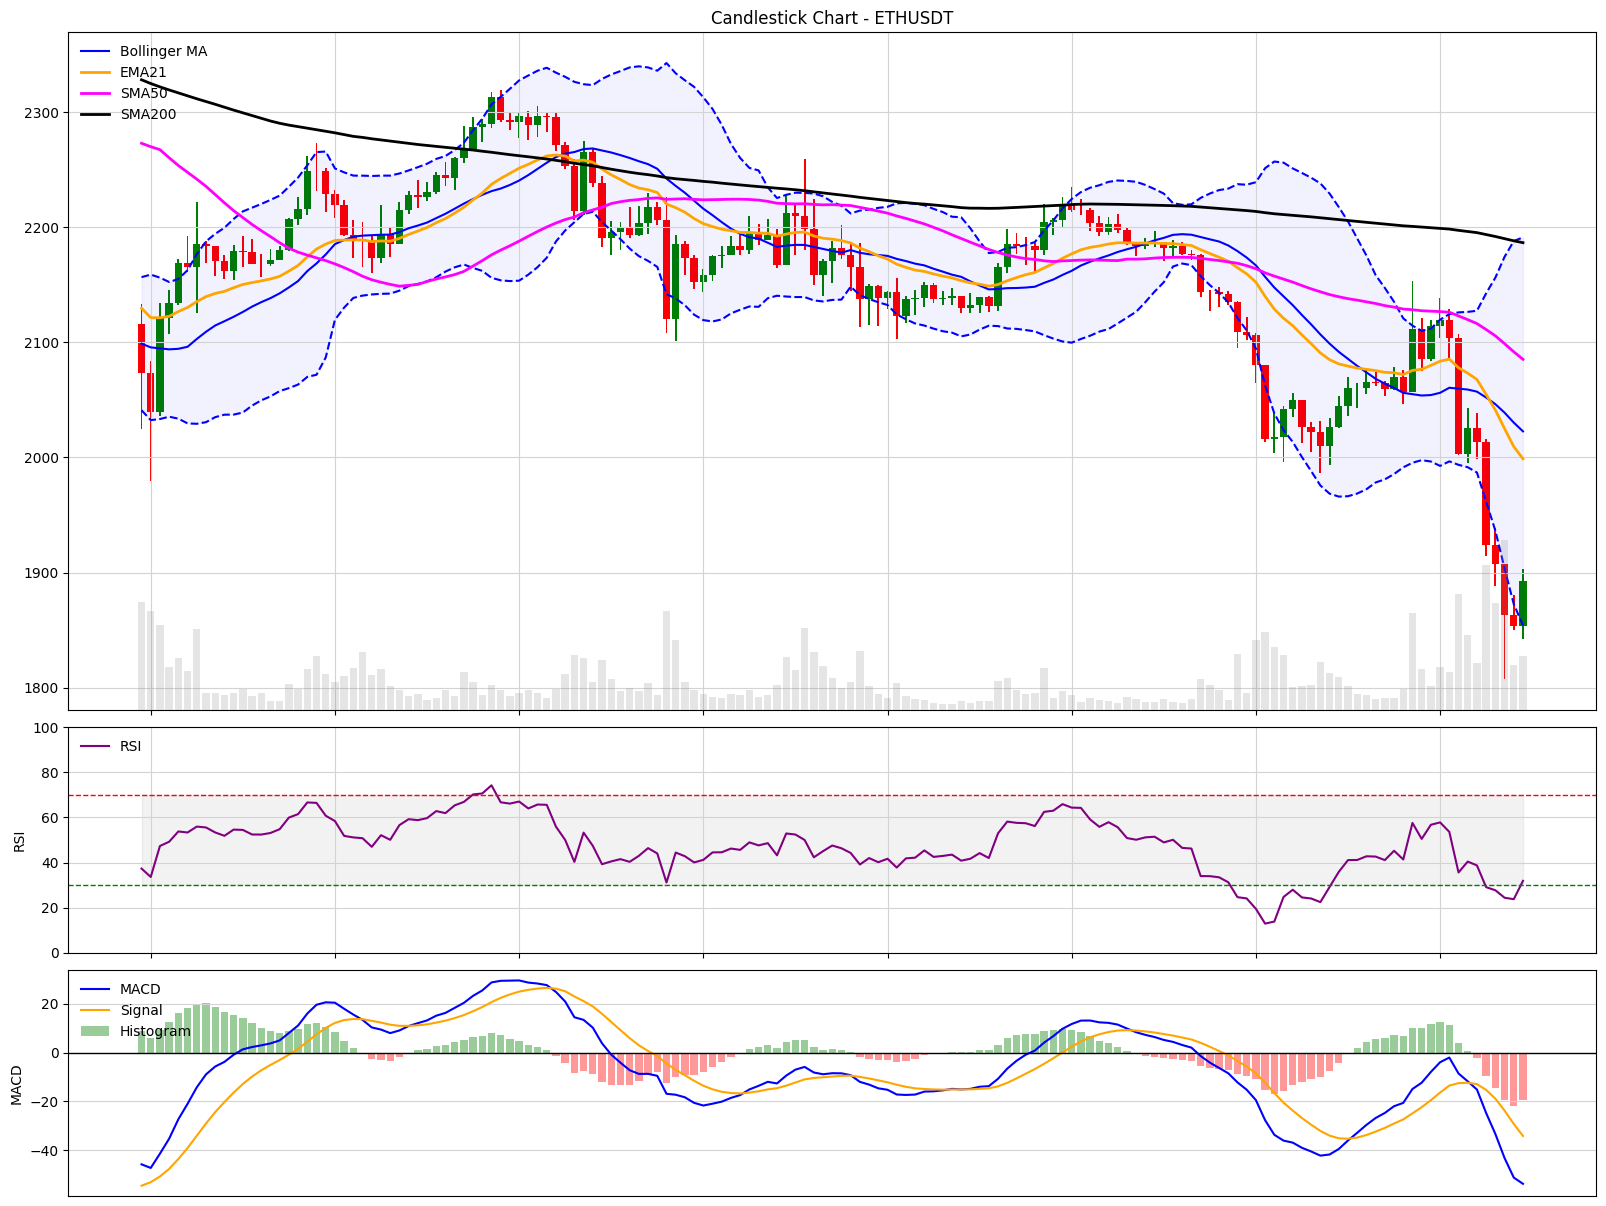 Candlestick Chart - ETHUSDT
Bollinger MA
EMA21
SMA50
SMA200
2300
2200
2100
2000
1900
1800
RSI
RSI
100
80
60
40
20
0
MACD
Signal
Histogram
MACD
20
0
−20
−40